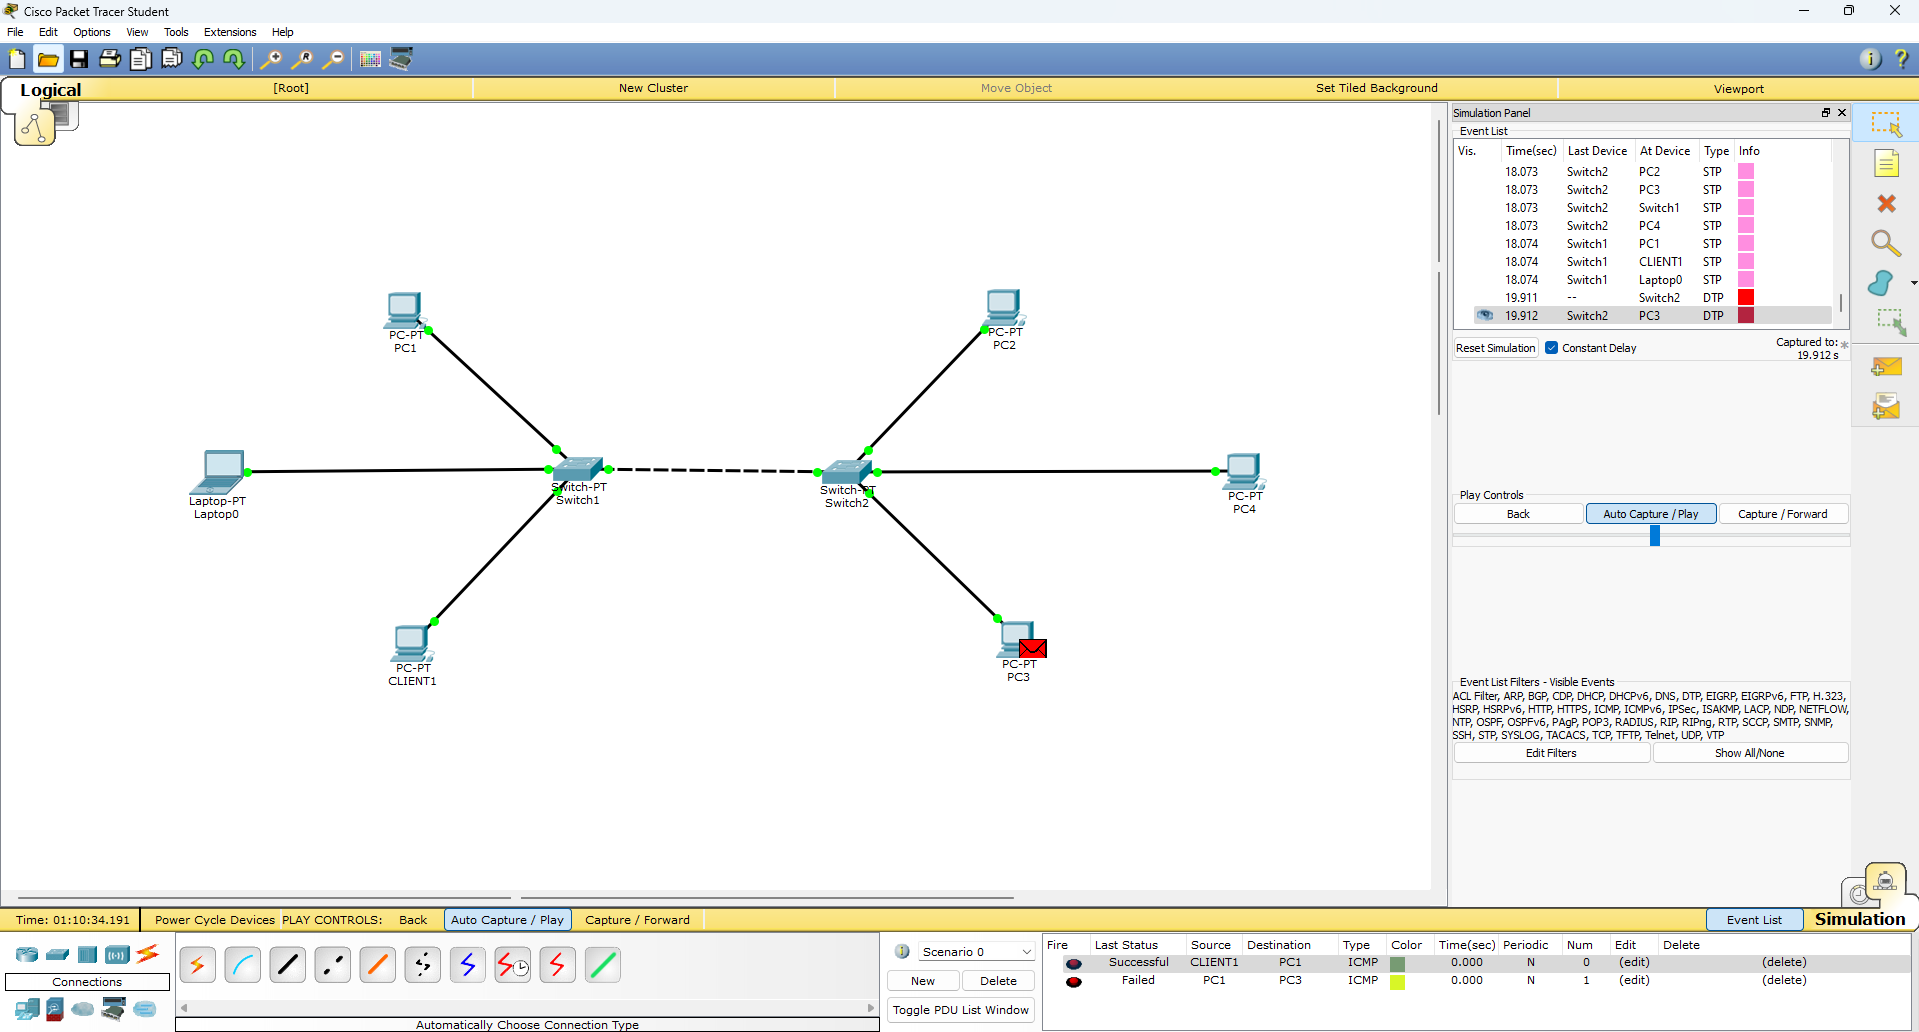 Cisco Packet Tracer Student
File Edit Options View Tools Extensions Help
Logical [Root] New Cluster Move Object Set Tiled Background Viewport
Simulation Panel
Event List
Vis. Time(sec) Last Device At Device Type Info
18.073 Switch2 PC2 STP
18.073 Switch2 PC3 STP
18.073 Switch2 Switch1 STP
18.073 Switch2 PC4 STP
18.074 Switch1 PC1 STP
18.074 Switch1 CLIENT1 STP
18.074 Switch1 Laptop0 STP
19.911 -- Switch2 DTP
19.912 Switch2 PC3 DTP
Reset Simulation Constant Delay Captured to: *
19.912 s
PC-PT
PC1
PC-PT
PC2
Laptop-PT
Laptop0
Switch-PT
Switch1
Switch-PT
Switch2
PC-PT
PC4
PC-PT
CLIENT1
PC-PT
PC3
Play Controls
Back Auto Capture / Play Capture / Forward
Event List Filters - Visible Events
ACL Filter, ARP, BGP, CDP, DHCP, DHCPv6, DNS, DTP, EIGRP, EIGRPv6, FTP, H.323,
HSRP, HSRPv6, HTTP, HTTPS, ICMP, ICMPv6, IPSec, ISAKMP, LACP, NDP, NETFLOW,
NTP, OSPF, OSPFv6, PAgP, POP3, RADIUS, RIP, RIPng, RTP, SCCP, SMTP, SNMP,
SSH, STP, SYSLOG, TACACS, TCP, TFTP, Telnet, UDP, VTP
Edit Filters Show All/None
Time: 01:10:34.191 Power Cycle Devices PLAY CONTROLS: Back Auto Capture / Play Capture / Forward Event List Simulation
Connections
Automatically Choose Connection Type
Scenario 0
New Delete
Toggle PDU List Window
Fire Last Status Source Destination Type Color Time(sec) Periodic Num Edit Delete
Successful CLIENT1 PC1 ICMP 0.000 N 0 (edit) (delete)
Failed PC1 PC3 ICMP 0.000 N 1 (edit) (delete)